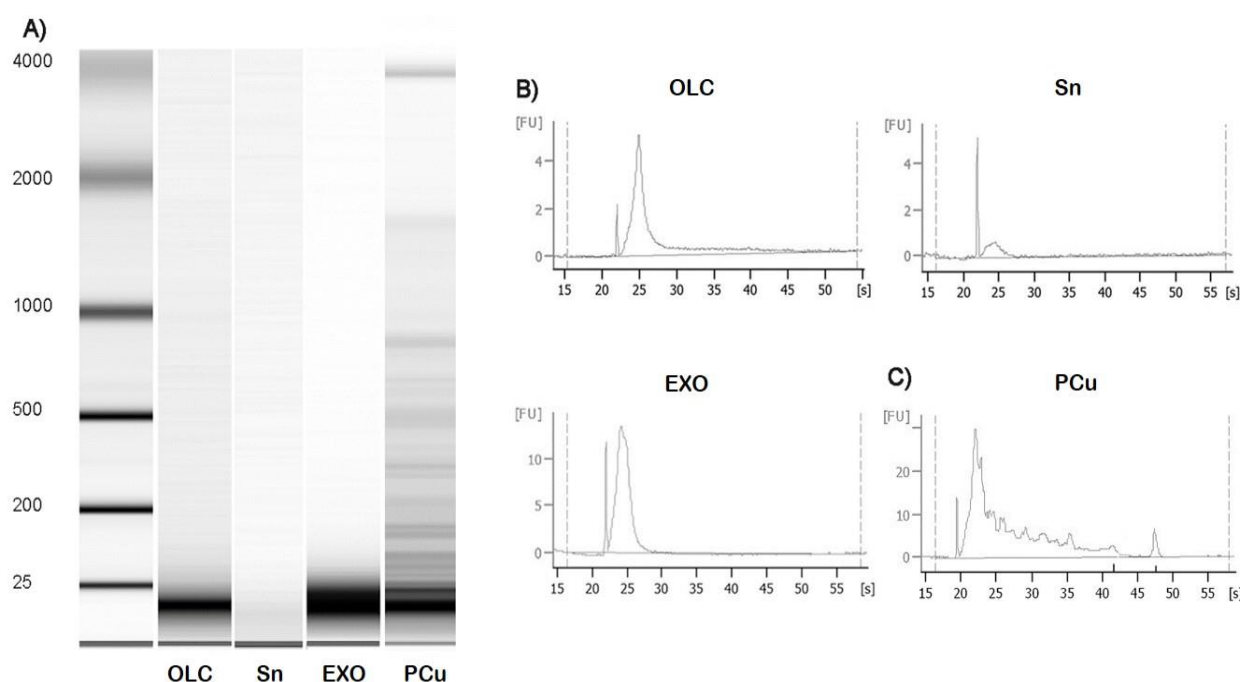 A)
4000
2000
1000
500
200
25
OLC Sn EXO PCu
B)
OLC
[FU]
4
2
0
15 20 25 30 35 40 45 50 [s]
Sn
[FU]
4
2
0
15 20 25 30 35 40 45 50 55 [s]
EXO
[FU]
10
5
0
15 20 25 30 35 40 45 50 55 [s]
C)
PCu
[FU]
20
10
0
15 20 25 30 35 40 45 50 55 [s]